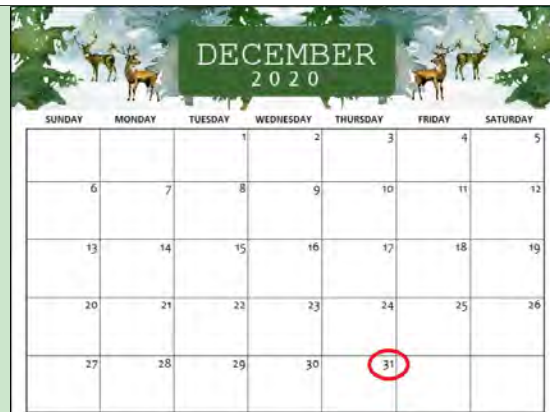 DECEMBER
2020
SUNDAY MONDAY TUESDAY WEDNESDAY THURSDAY FRIDAY SATURDAY
1 2 3 4 5
6 7 8 9 10 11 12
13 14 15 16 17 18 19
20 21 22 23 24 25 26
27 28 29 30 31